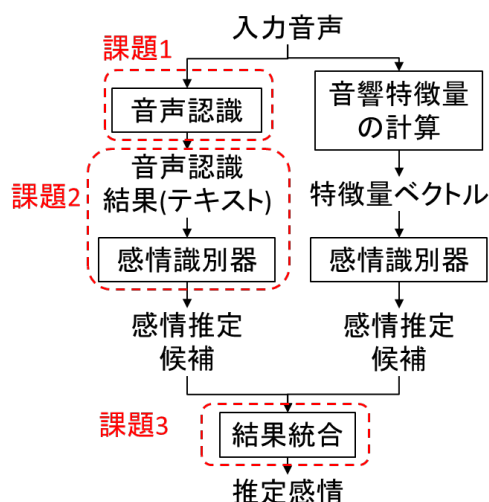 入力音声
課題1
音声認識
音響特徴量
の計算
課題2
音声認識
結果(テキスト)
特徴量ベクトル
感情識別器
感情識別器
感情推定
候補
感情推定
候補
課題3
結果統合
推定感情